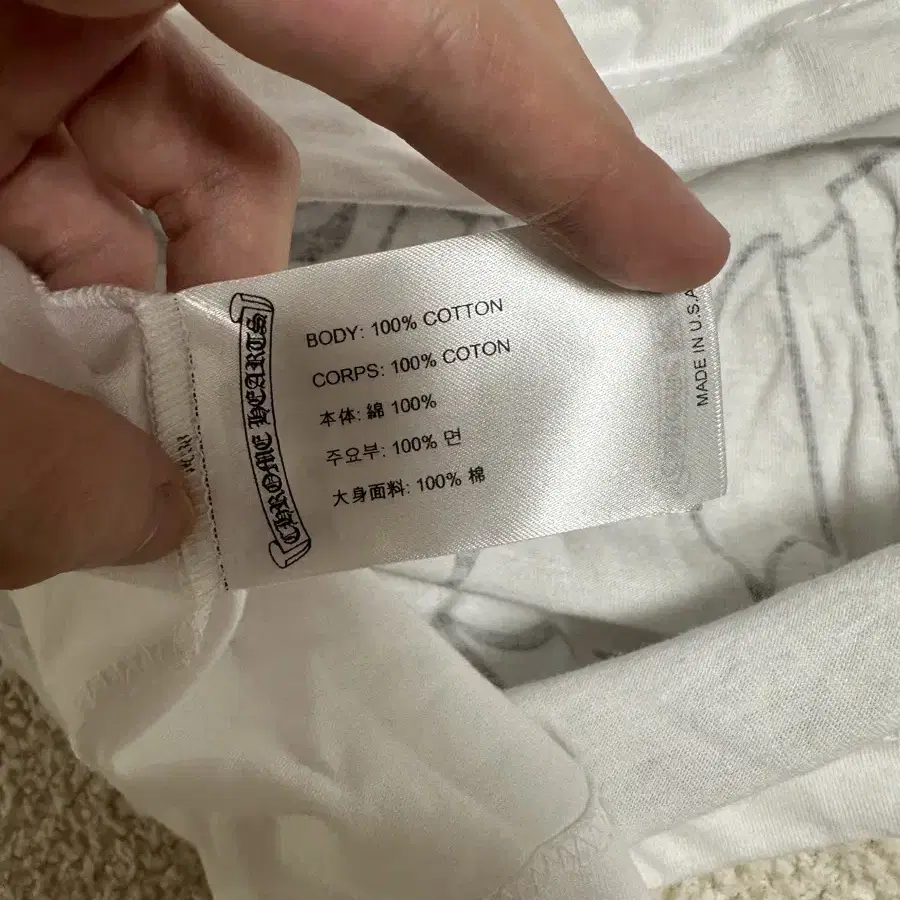 CHROME HEARTS
BODY: 100% COTTON
CORPS: 100% COTON
本体: 綿 100%
주요부: 100% 면
大身面料: 100% 棉
MADE IN U.S.A